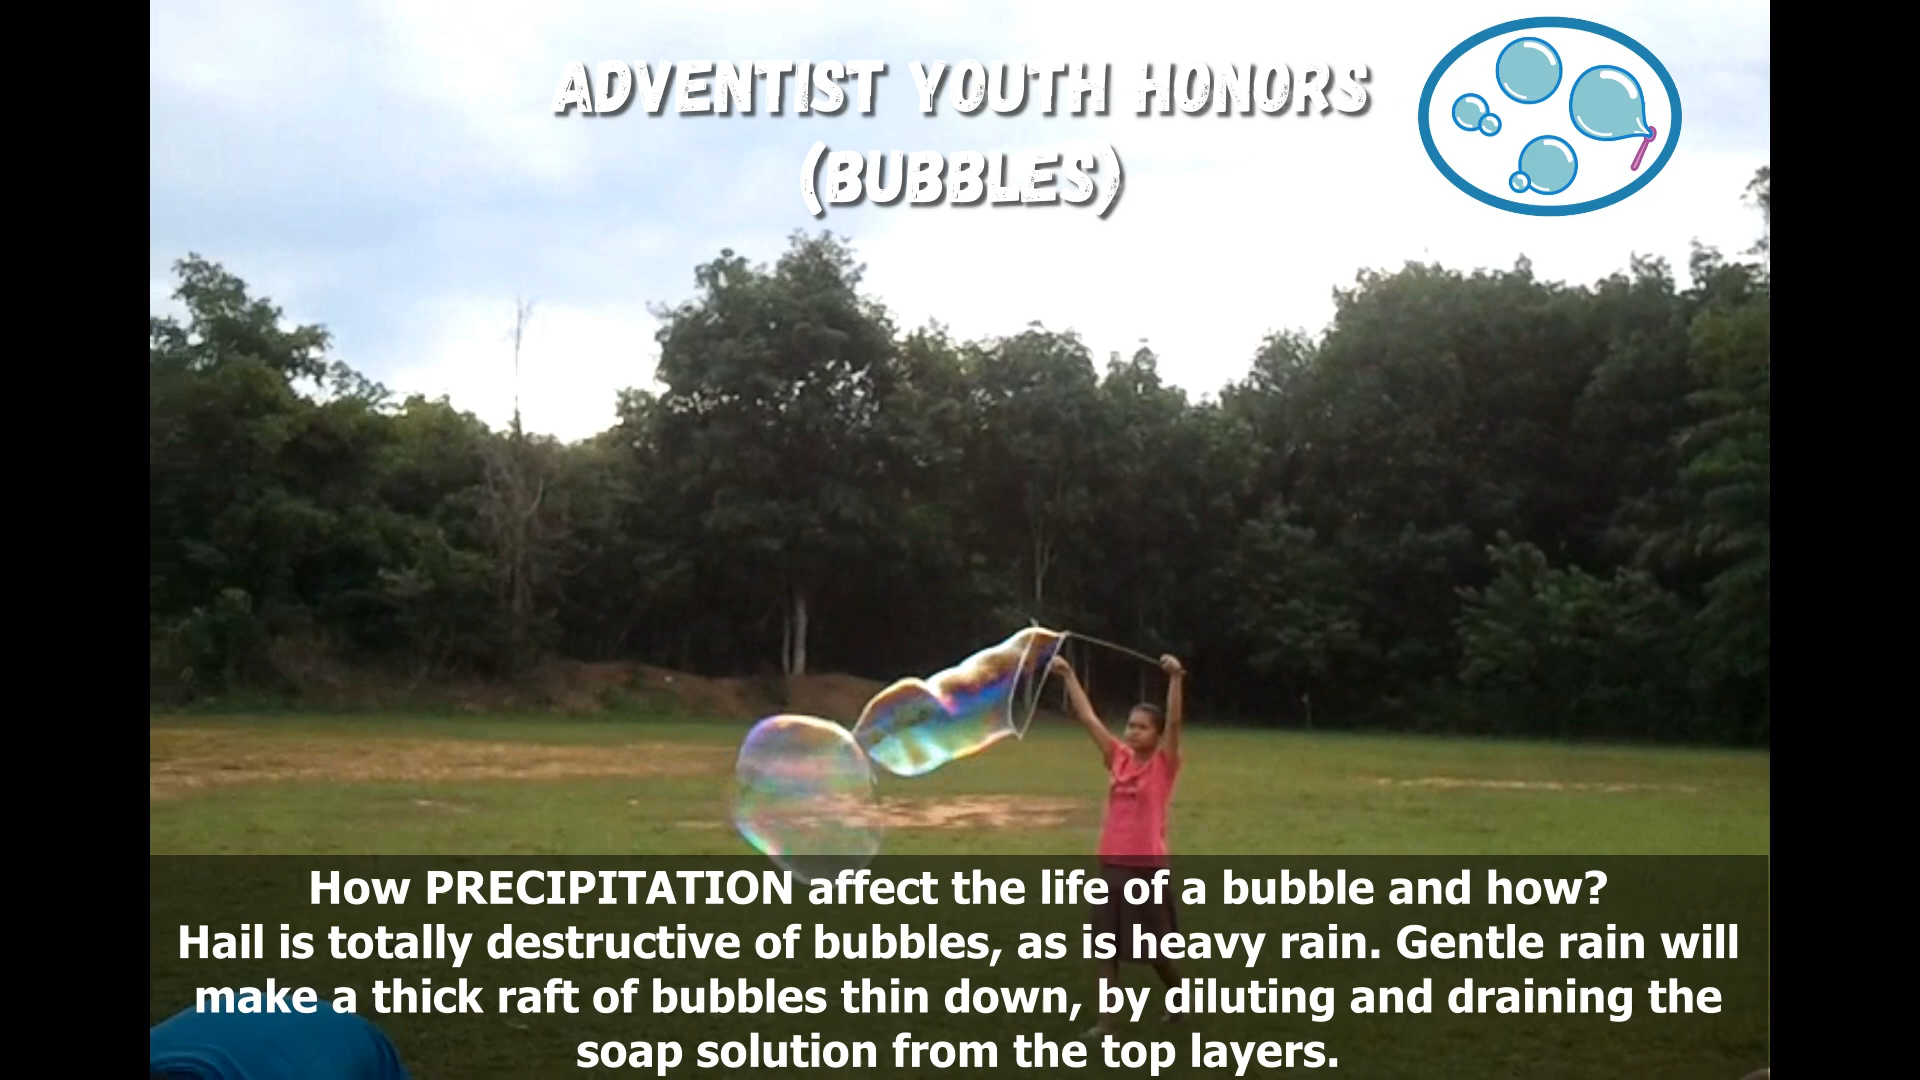 ADVENTIST YOUTH HONORS
(BUBBLES)
How PRECIPITATION affect the life of a bubble and how?
Hail is totally destructive of bubbles, as is heavy rain. Gentle rain will
make a thick raft of bubbles thin down, by diluting and draining the
soap solution from the top layers.